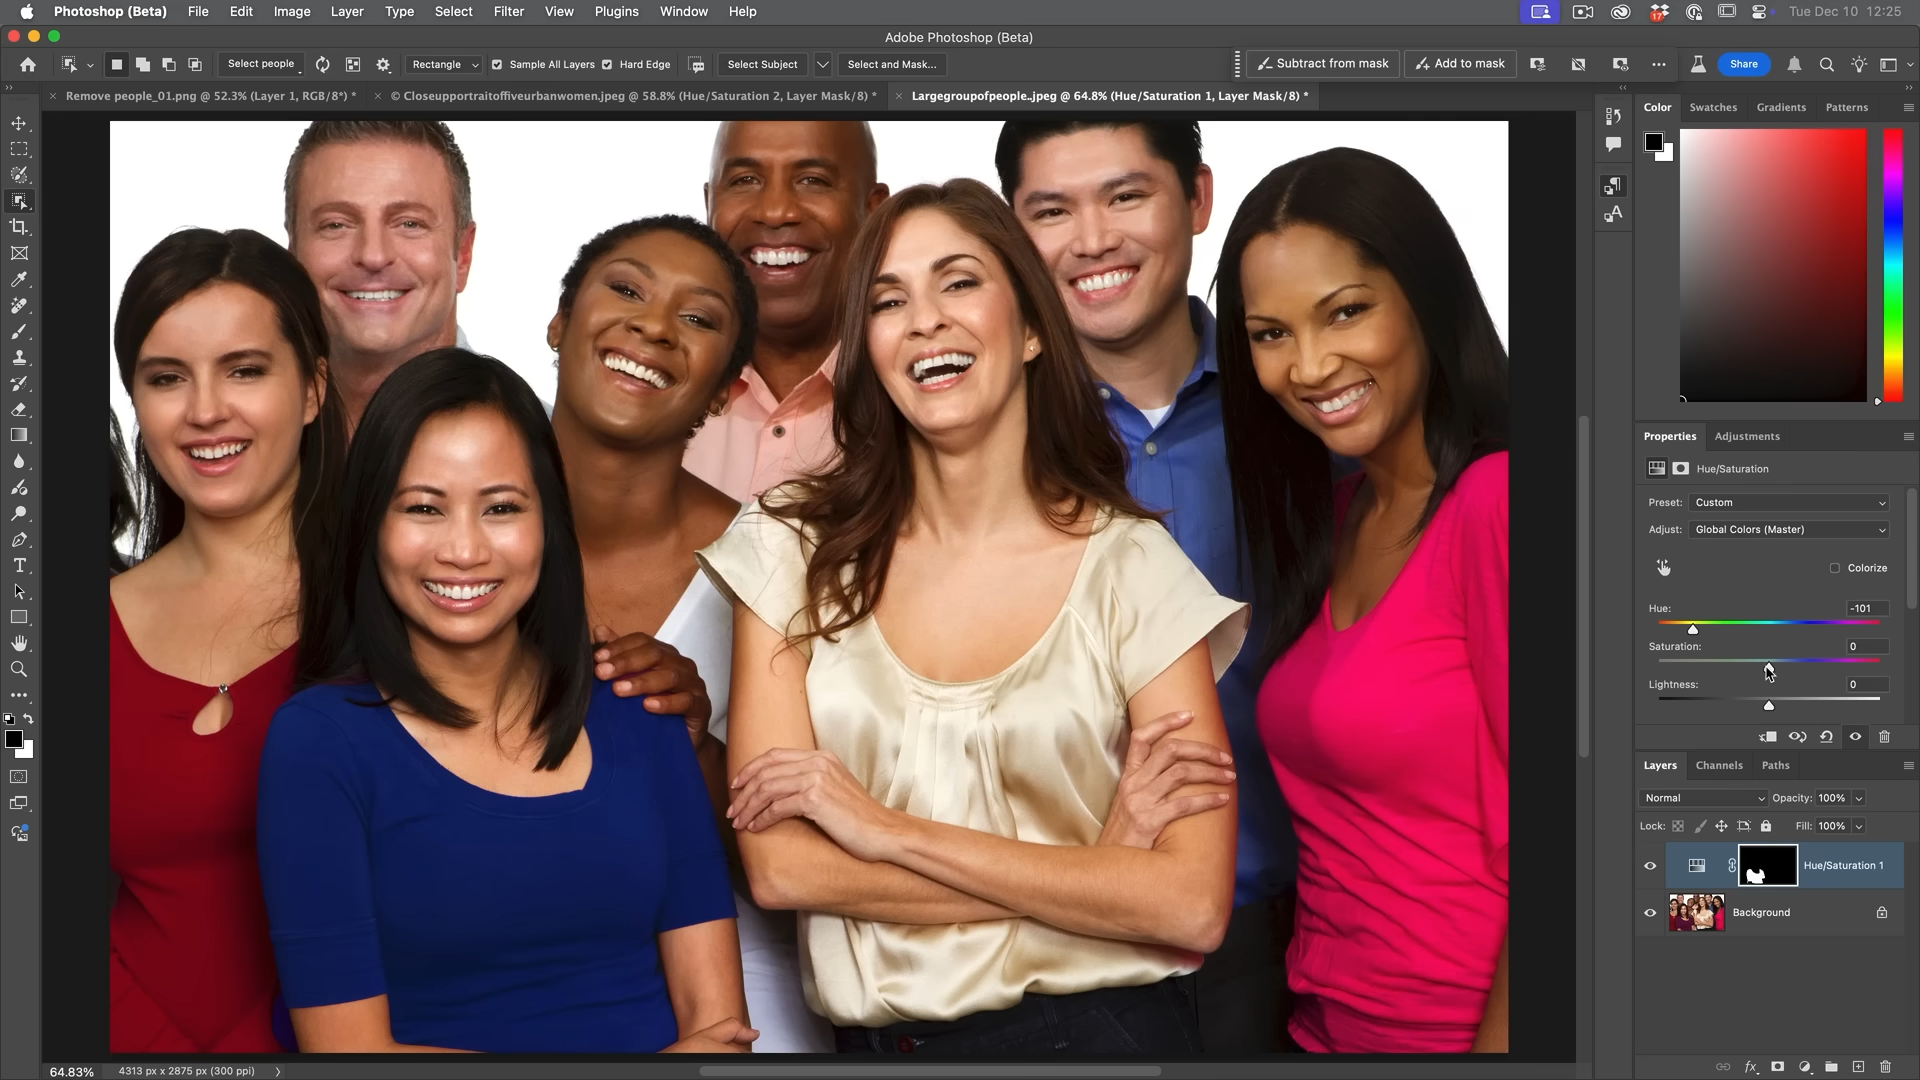 Photoshop (Beta) File Edit Image Layer Type Select Filter View Plugins Window Help 17 Tue Dec 10 12:25
Adobe Photoshop (Beta)
Select people Rectangle Sample All Layers Hard Edge Select Subject Select and Mask... Subtract from mask Add to mask Share
Remove people_01.png @ 52.3% (Layer 1, RGB/8*) * © Closeupportraitoffiveurbanwomen.jpeg @ 58.8% (Hue/Saturation 2, Layer Mask/8) * Largegroupofpeople..jpeg @ 64.8% (Hue/Saturation 1, Layer Mask/8) *
Color Swatches Gradients Patterns
Properties Adjustments
Hue/Saturation
Preset: Custom
Adjust: Global Colors (Master)
Colorize
Hue: -101
Saturation: 0
Lightness: 0
Layers Channels Paths
Normal Opacity: 100%
Lock: Fill: 100%
Hue/Saturation 1
Background
64.83% 4313 px x 2875 px (300 ppi)